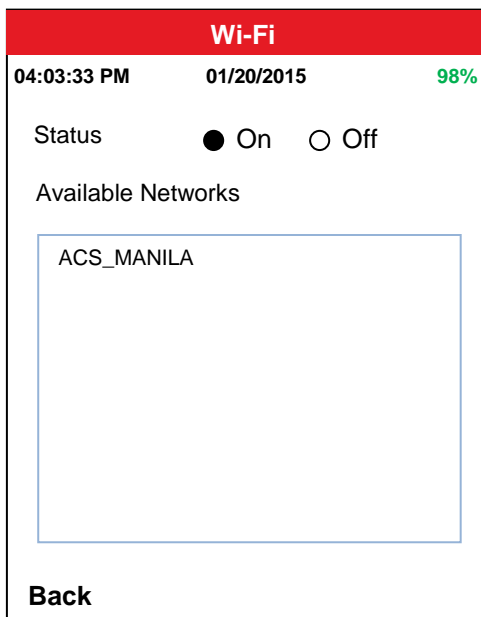 Wi-Fi
04:03:33 PM 01/20/2015 98%
Status On Off
Available Networks
ACS_MANILA
Back